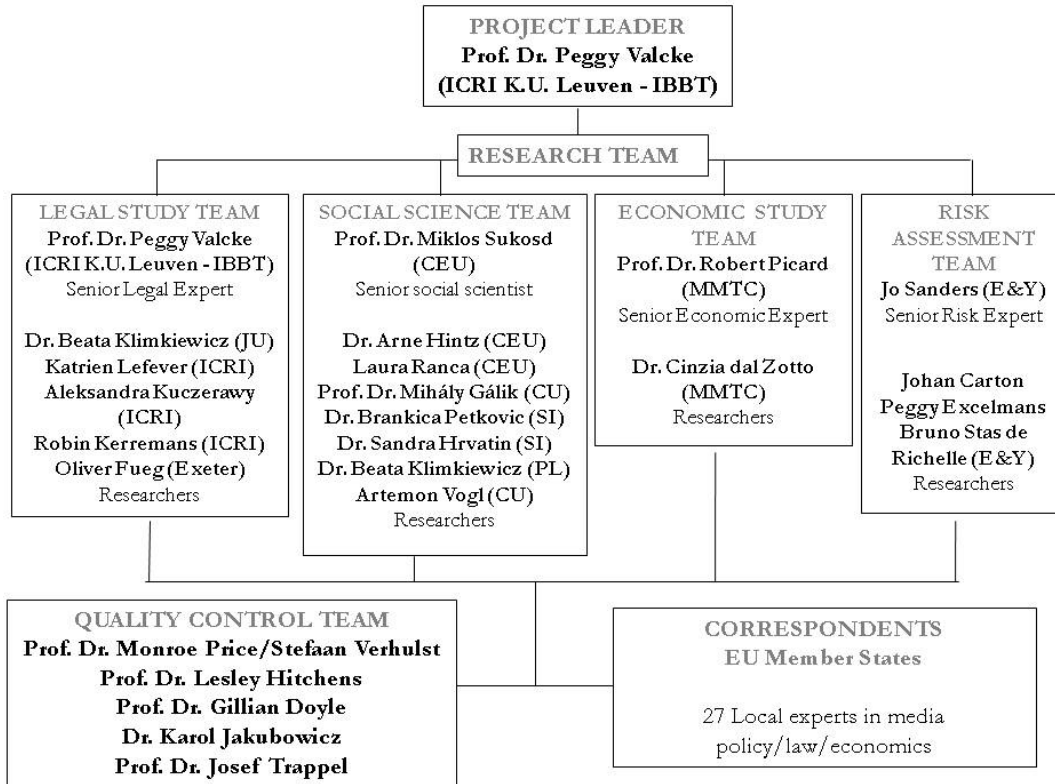 PROJECT LEADER
Prof. Dr. Peggy Valcke
(ICRI K.U. Leuven - IBBT)
RESEARCH TEAM
LEGAL STUDY TEAM
Prof. Dr. Peggy Valcke
(ICRI K.U. Leuven - IBBT)
Senior Legal Expert
Dr. Beata Klimkiewicz (JU)
Katrien Lefever (ICRI)
Aleksandra Kuczerawy
(ICRI)
Robin Kerremans (ICRI)
Oliver Fueg (Exeter)
Researchers
SOCIAL SCIENCE TEAM
Prof. Dr. Miklos Sukosd
(CEU)
Senior social scientist
Dr. Arne Hintz (CEU)
Laura Ranca (CEU)
Prof. Dr. Mihály Gálik (CU)
Dr. Brankica Petkovic (SI)
Dr. Sandra Hrvatin (SI)
Dr. Beata Klimkiewicz (PL)
Artemon Vogl (CU)
Researchers
ECONOMIC STUDY
TEAM
Prof. Dr. Robert Picard
(MMTC)
Senior Economic Expert
Dr. Cinzia dal Zotto
(MMTC)
Researchers
RISK
ASSESSMENT
TEAM
Jo Sanders (E&Y)
Senior Risk Expert
Johan Carton
Peggy Excelmans
Bruno Stas de
Richelle (E&Y)
Researchers
QUALITY CONTROL TEAM
Prof. Dr. Monroe Price/Stefaan Verhulst
Prof. Dr. Lesley Hitchens
Prof. Dr. Gillian Doyle
Dr. Karol Jakubowicz
Prof. Dr. Josef Trappel
CORRESPONDENTS
EU Member States
27 Local experts in media
policy/law/economics